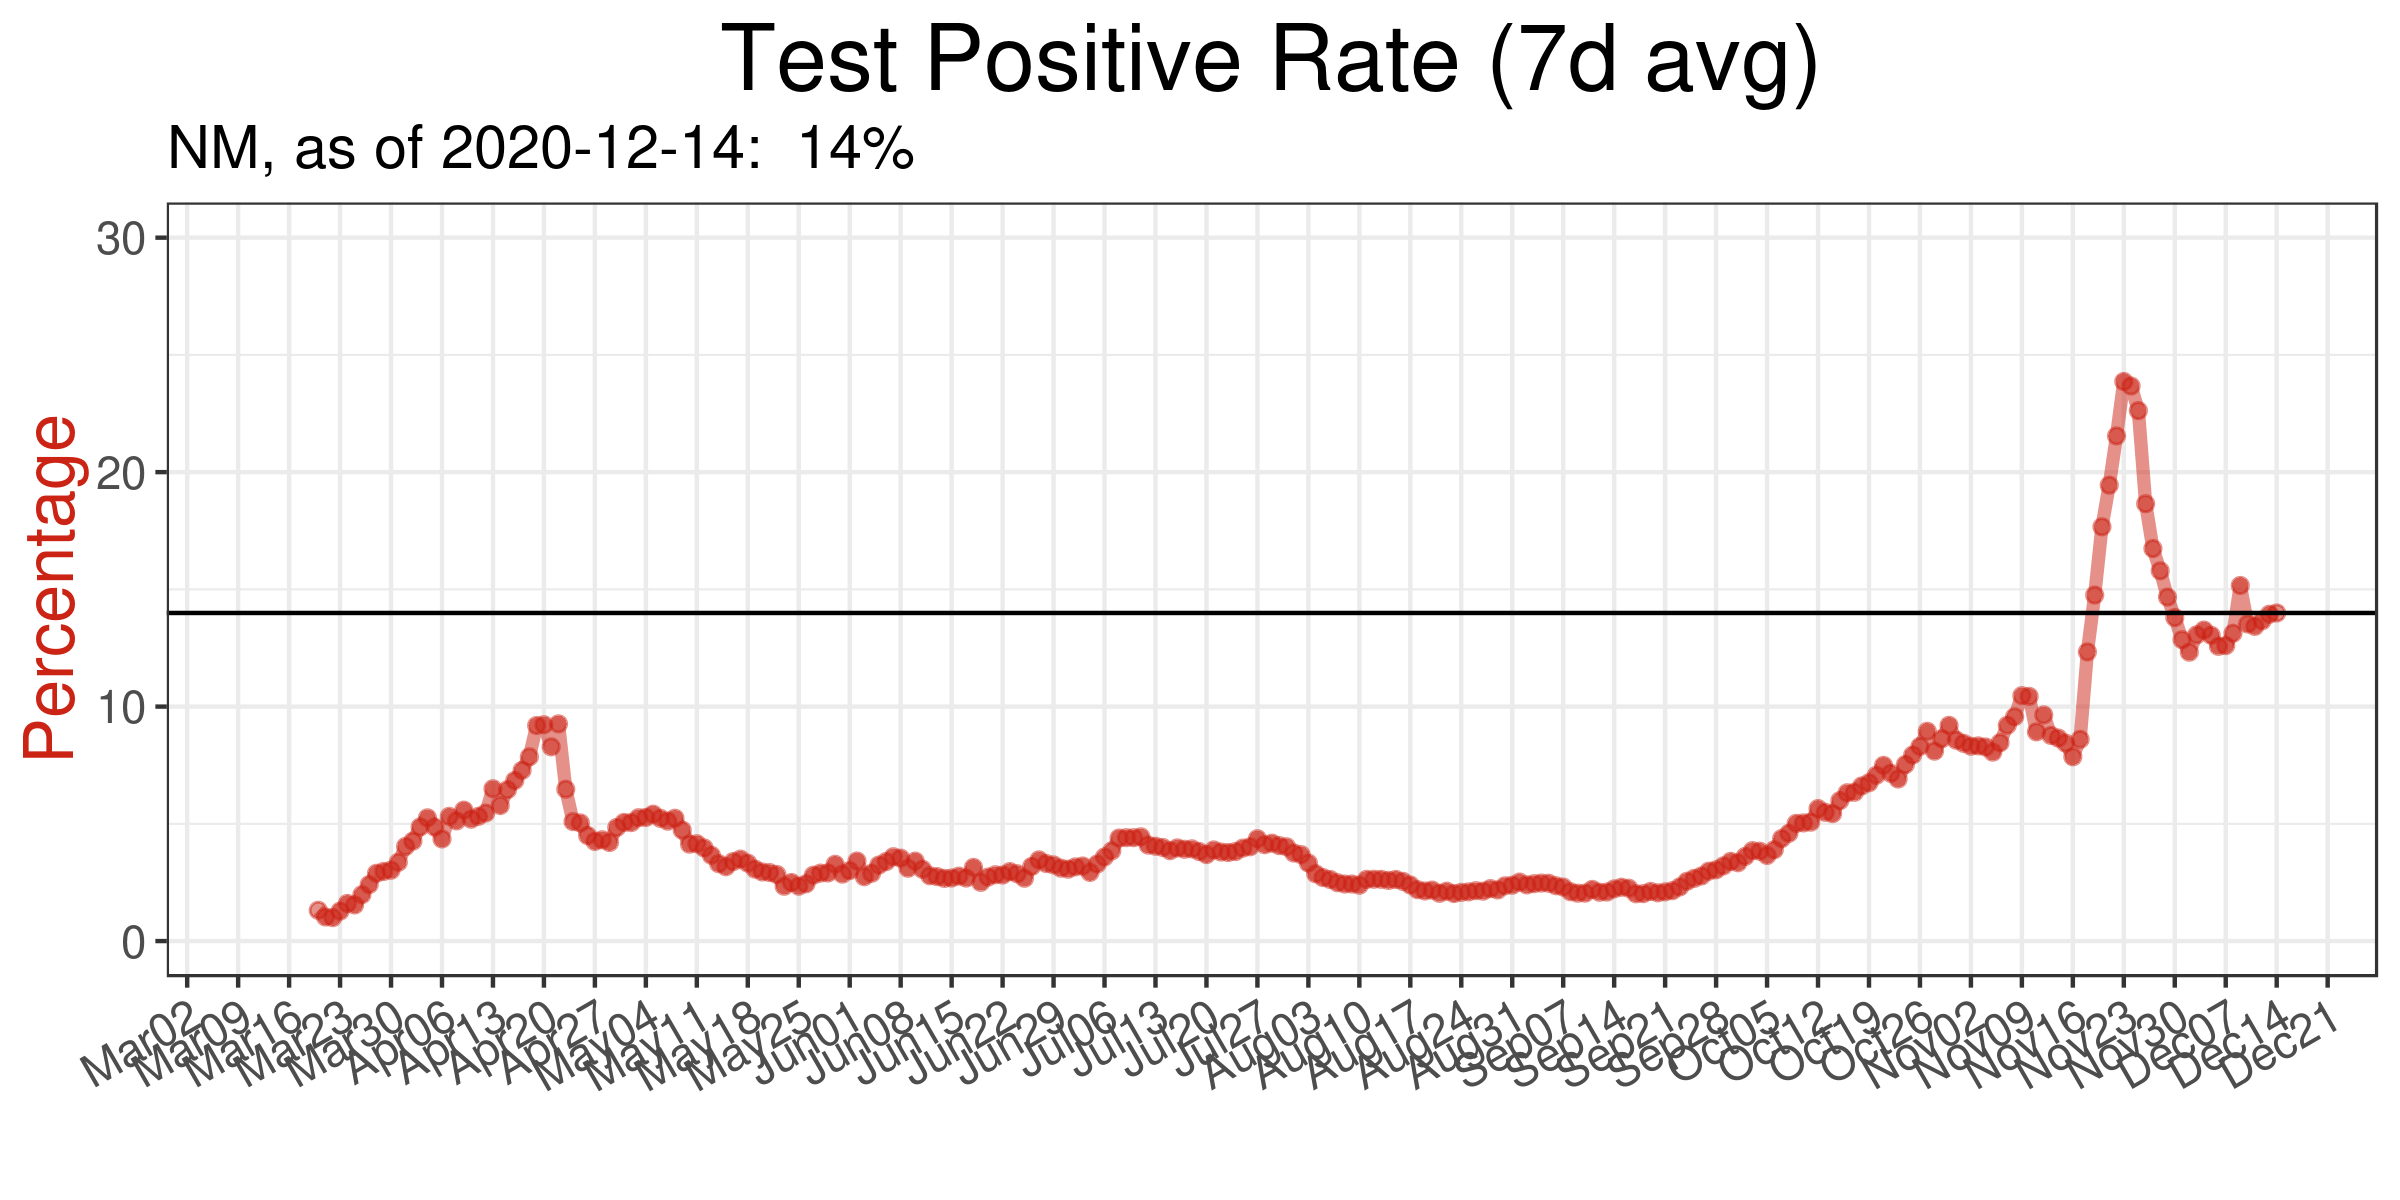 Test Positive Rate (7d avg)
NM, as of 2020-12-14:  14%
Percentage
30
20
10
0
Mar02
Mar09
Mar16
Mar23
Mar30
Apr06
Apr13
Apr20
Apr27
May04
May11
May18
May25
Jun01
Jun08
Jun15
Jun22
Jun29
Jul06
Jul13
Jul20
Jul27
Aug03
Aug10
Aug17
Aug24
Aug31
Sep07
Sep14
Sep21
Sep28
Oct05
Oct12
Oct19
Oct26
Nov02
Nov09
Nov16
Nov23
Nov30
Dec07
Dec14
Dec21